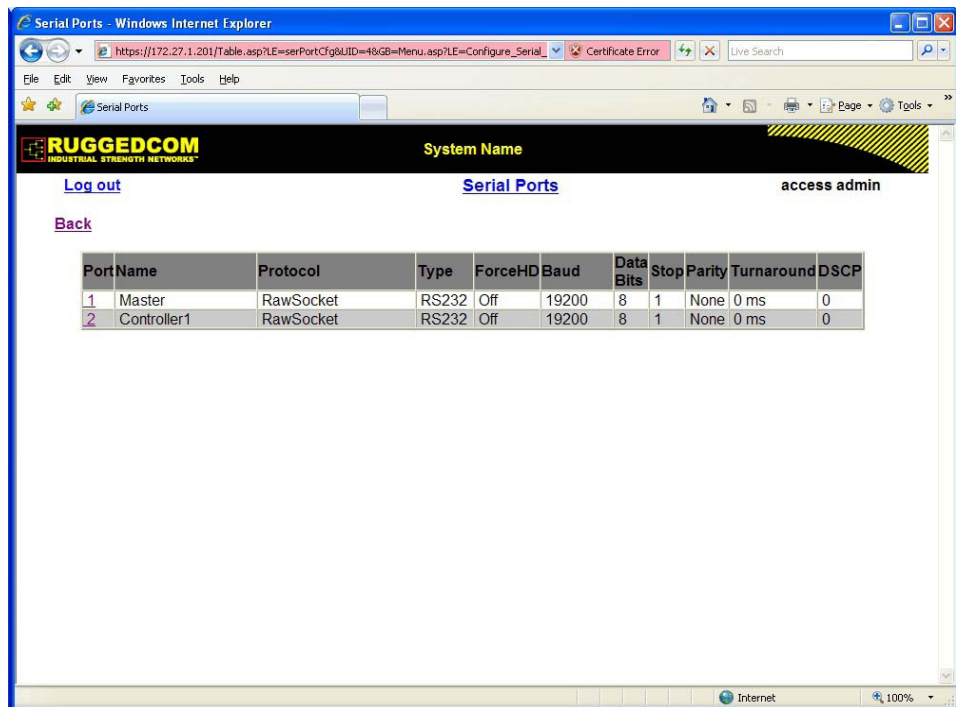 Serial Ports - Windows Internet Explorer
https://172.27.1.201/Table.asp?LE=serPortCfg&UID=4&GB=Menu.asp?LE=Configure_Serial_ Certificate Error Live Search
File Edit View Favorites Tools Help
Serial Ports Page Tools »
RUGGEDCOM
INDUSTRIAL STRENGTH NETWORKS™
System Name
Log out Serial Ports access admin
Back
Port Name Protocol Type ForceHD Baud Data Bits Stop Parity Turnaround DSCP
1 Master RawSocket RS232 Off 19200 8 1 None 0 ms 0
2 Controller1 RawSocket RS232 Off 19200 8 1 None 0 ms 0
Internet 100%